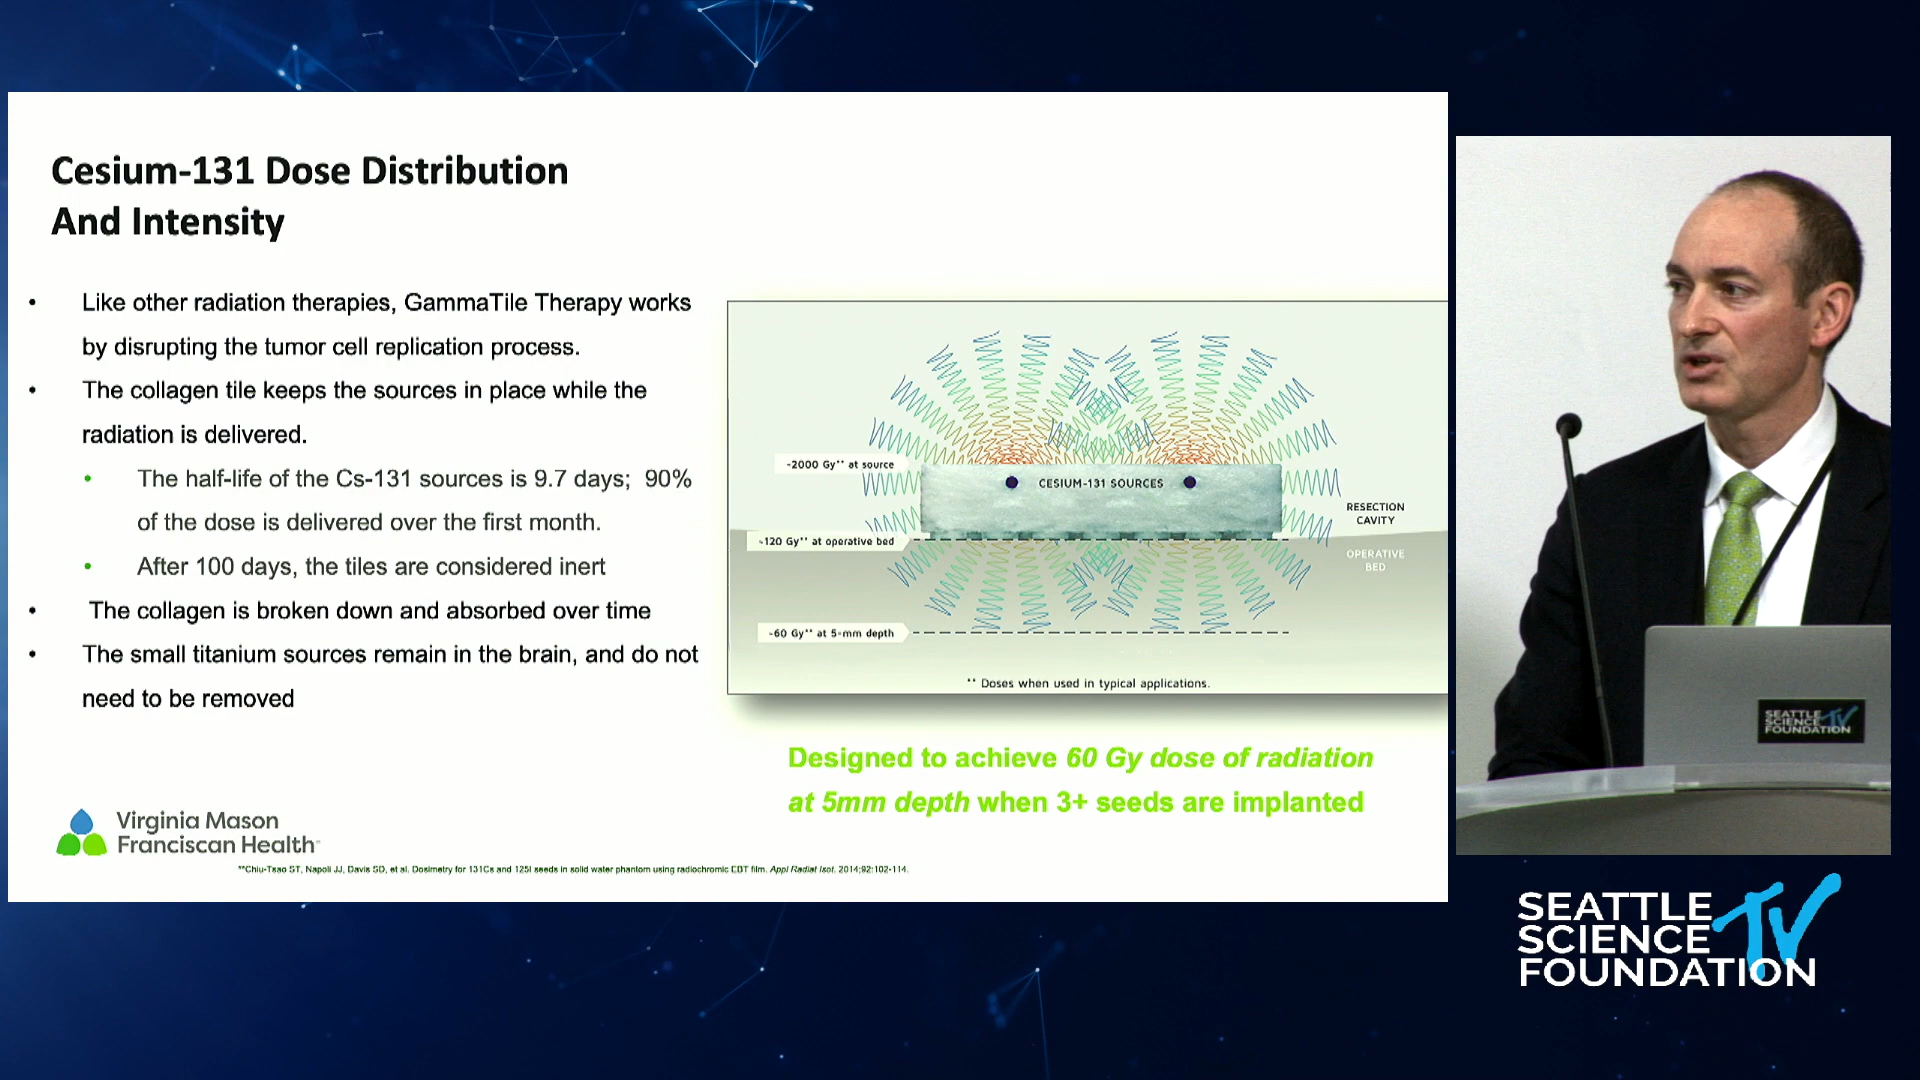 Cesium-131 Dose Distribution
And Intensity
• Like other radiation therapies, GammaTile Therapy works
by disrupting the tumor cell replication process.
• The collagen tile keeps the sources in place while the
radiation is delivered.
• The half-life of the Cs-131 sources is 9.7 days; 90%
of the dose is delivered over the first month.
• After 100 days, the tiles are considered inert
• The collagen is broken down and absorbed over time
• The small titanium sources remain in the brain, and do not
need to be removed
~2000 Gy** at source
CESIUM-131 SOURCES
RESECTION
CAVITY
~120 Gy** at operative bed
OPERATIVE
BED
~60 Gy** at 5-mm depth
** Doses when used in typical applications.
Designed to achieve 60 Gy dose of radiation
at 5mm depth when 3+ seeds are implanted
Virginia Mason
Franciscan Health
**Chiu-Tsao ST, Napoli JJ, Davis SD, et al. Dosimetry for 131Cs and 125I seeds in solid water phantom using radiochromic EBT film. Appl Radiat Isot. 2014;92:102-114.
SEATTLE
SCIENCE TV
FOUNDATION
SEATTLE
SCIENCE TV
FOUNDATION